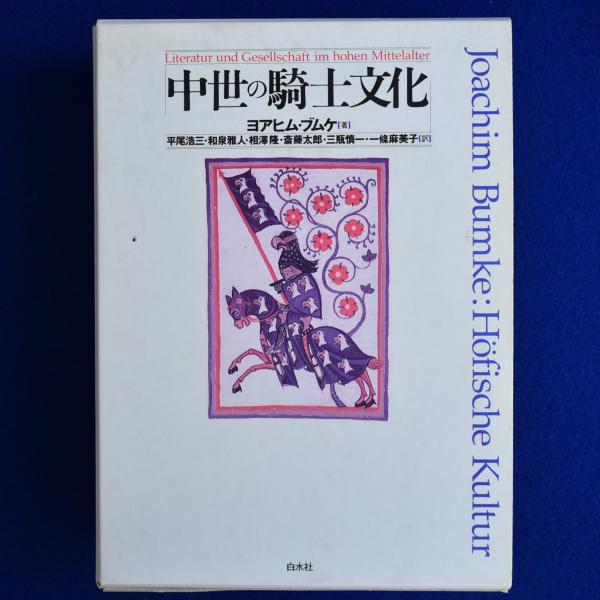 Literatur und Gesellschaft im hohen Mittelalter
中世の騎士文化
ヨアヒム・ブムケ[著]
平尾浩三・和泉雅人・相澤隆・斎藤太郎・三瓶慎一・一條麻美子[訳]
Joachim Bumke: Höfische Kultur
白水社